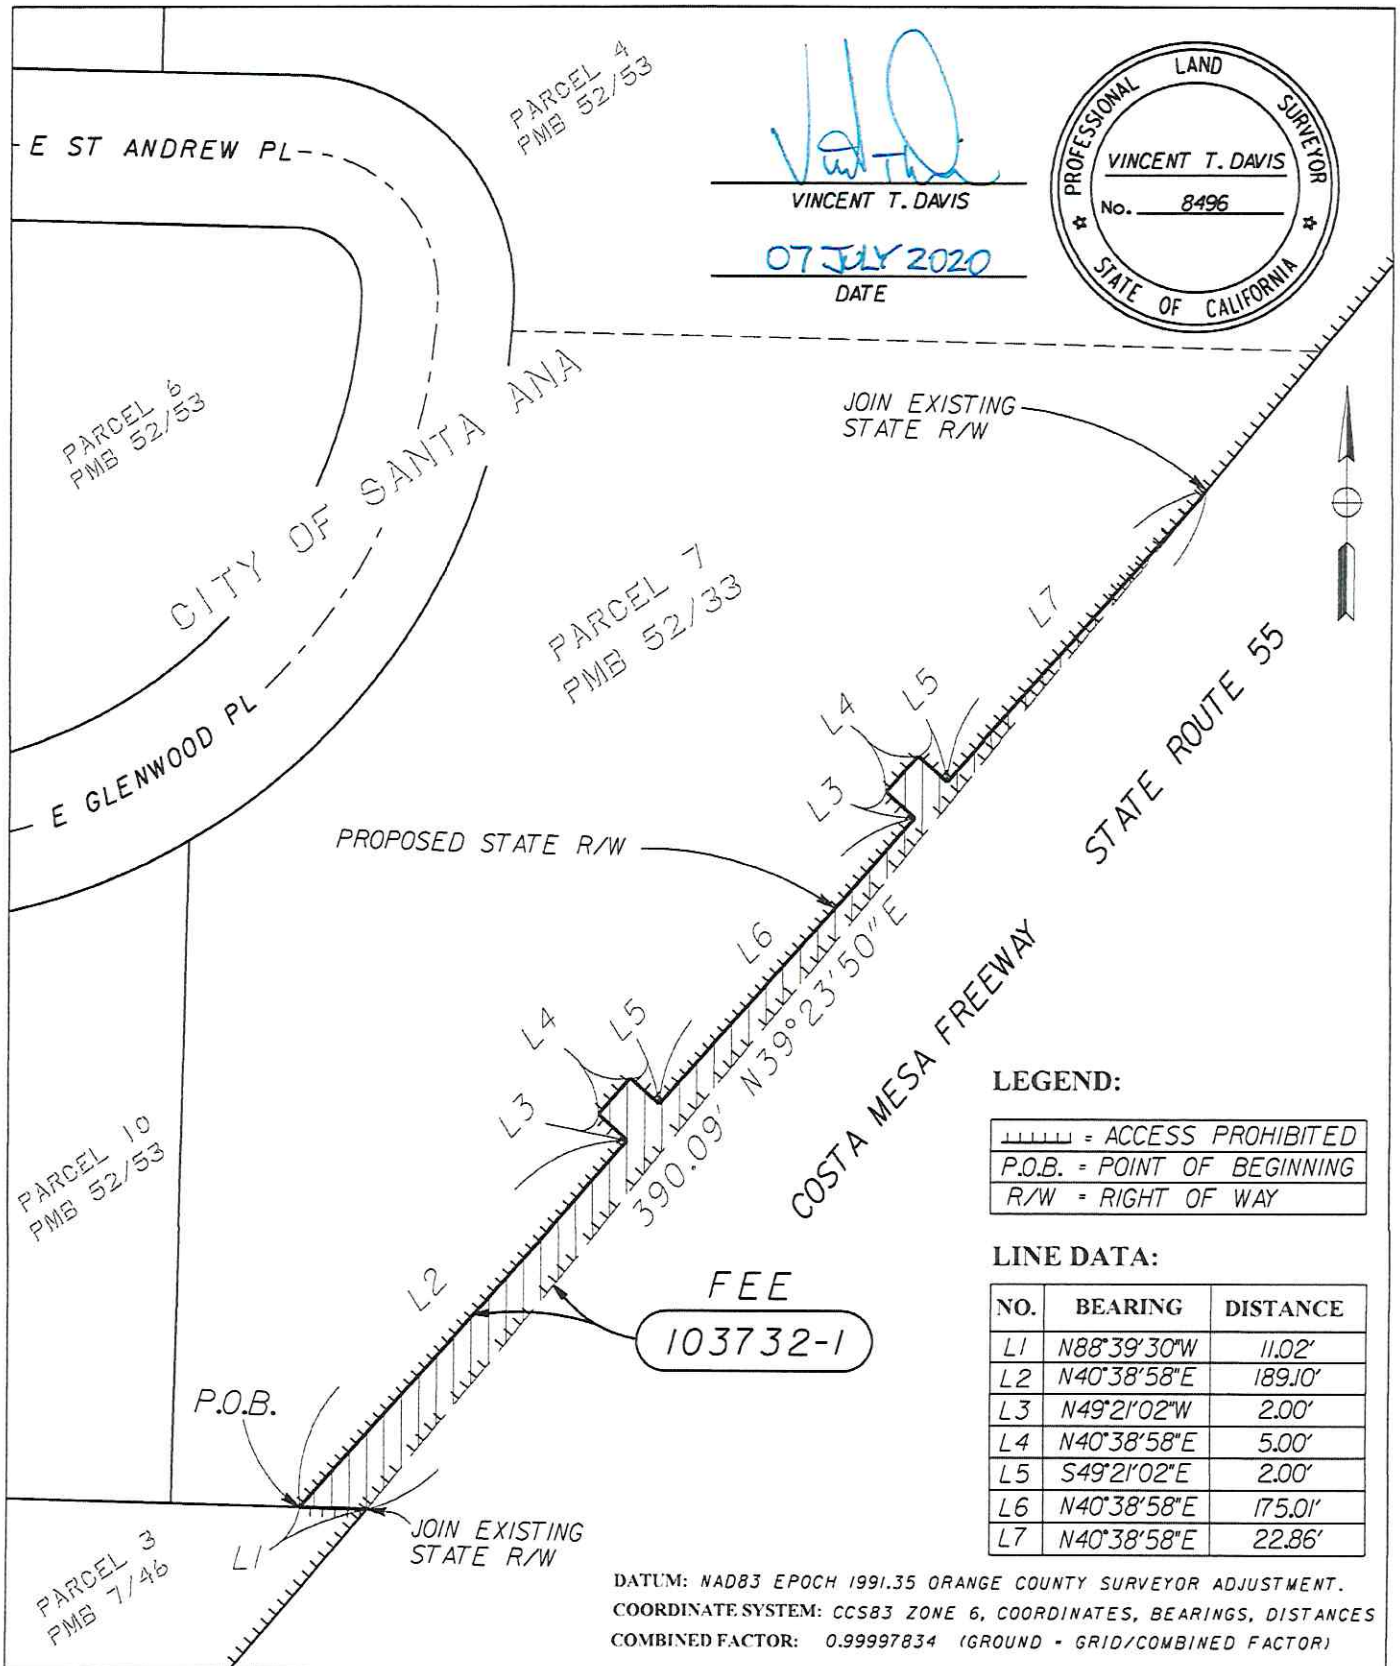 PARCEL 4
PMB 52/53
E ST ANDREW PL
VINCENT T. DAVIS
07 JULY 2020
DATE
PROFESSIONAL LAND SURVEYOR
VINCENT T. DAVIS
No. 8496
STATE OF CALIFORNIA
PARCEL 6
PMB 52/53
CITY OF SANTA ANA
JOIN EXISTING
STATE R/W
PARCEL 7
PMB 52/33
L7
L5
L4
L3
E GLENWOOD PL
STATE ROUTE 55
PROPOSED STATE R/W
L6
390.09' N39°23'50"E
COSTA MESA FREEWAY
L5
L4
L3
PARCEL 10
PMB 52/53
L2
FEE
103732-1
P.O.B.
L1
JOIN EXISTING
STATE R/W
PARCEL 3
PMB 7/46
LEGEND:
= ACCESS PROHIBITED
P.O.B. = POINT OF BEGINNING
R/W = RIGHT OF WAY
LINE DATA:
NO. BEARING DISTANCE
L1 N88°39'30"W 11.02'
L2 N40°38'58"E 189.10'
L3 N49°21'02"W 2.00'
L4 N40°38'58"E 5.00'
L5 S49°21'02"E 2.00'
L6 N40°38'58"E 175.01'
L7 N40°38'58"E 22.86'
DATUM: NAD83 EPOCH 1991.35 ORANGE COUNTY SURVEYOR ADJUSTMENT.
COORDINATE SYSTEM: CCS83 ZONE 6, COORDINATES, BEARINGS, DISTANCES
COMBINED FACTOR: 0.99997834 (GROUND = GRID/COMBINED FACTOR)